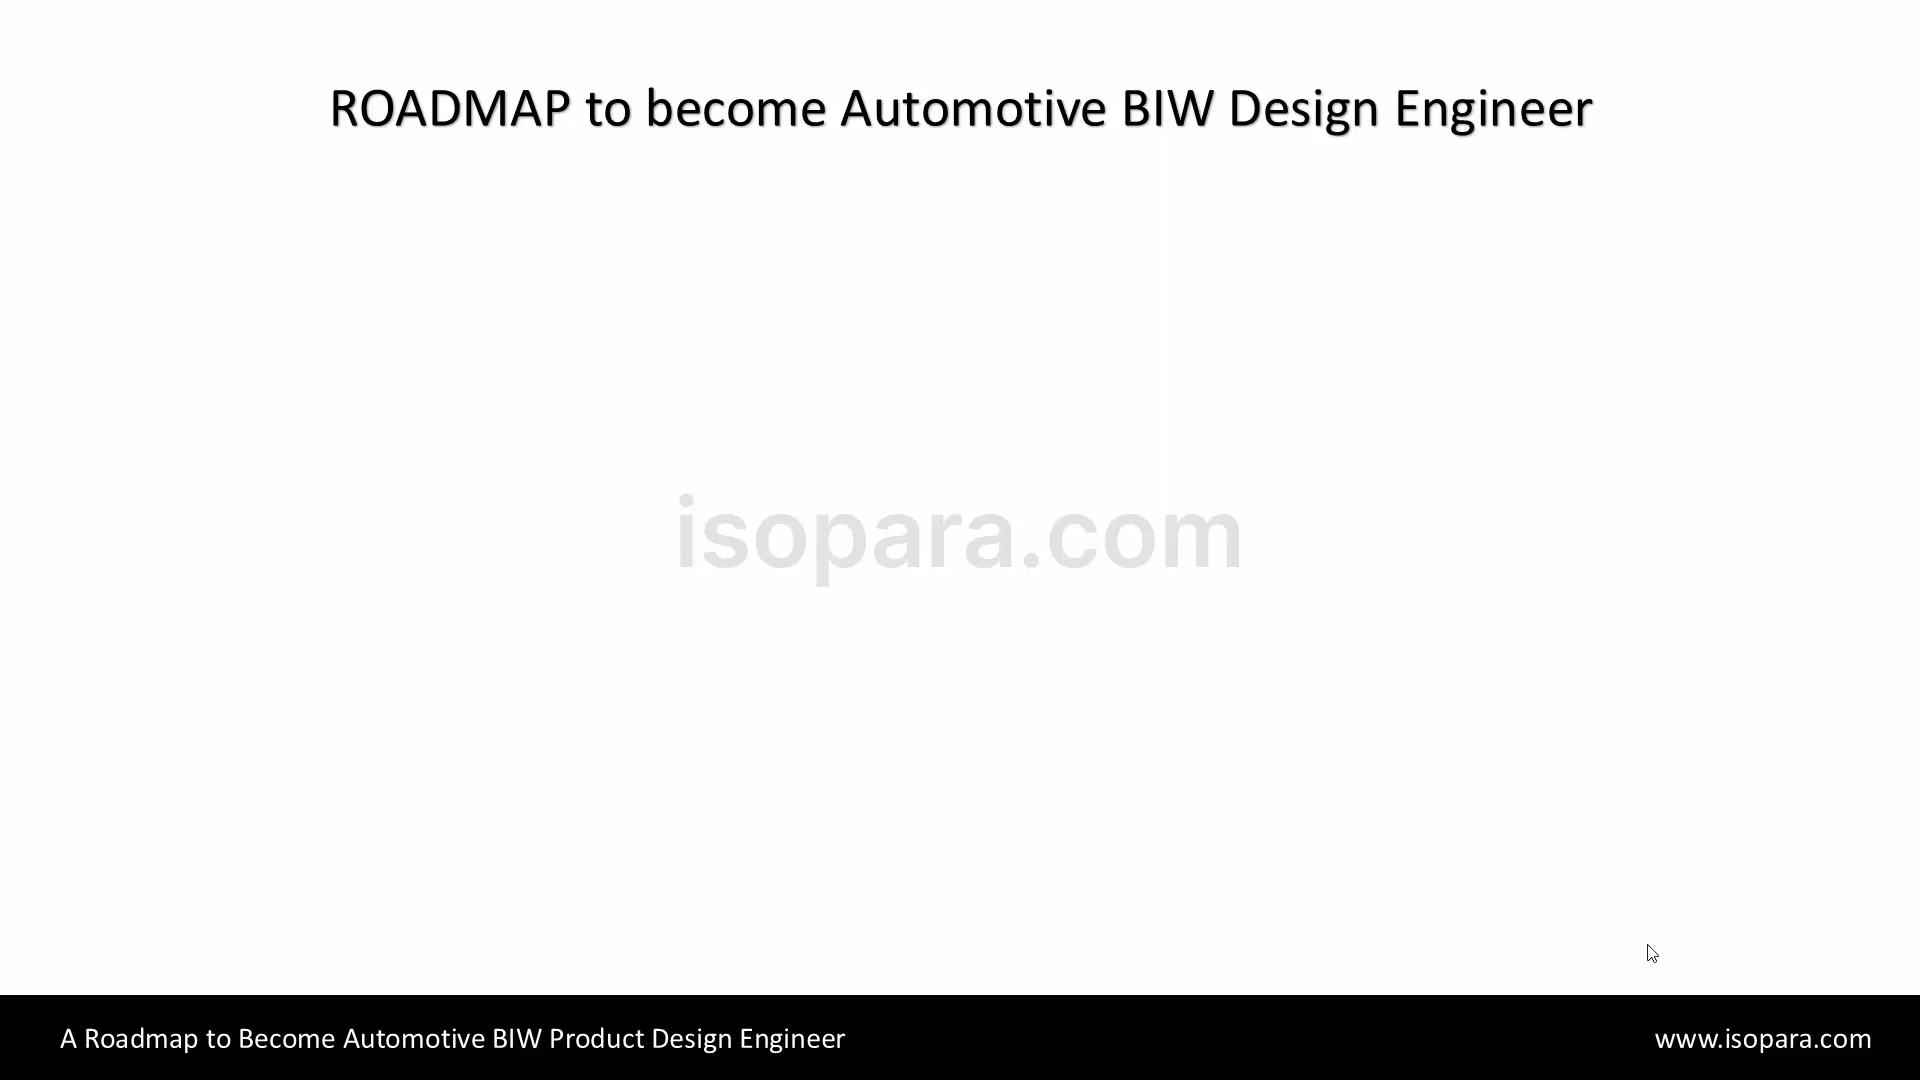 ROADMAP to become Automotive BIW Design Engineer
isopara.com
A Roadmap to Become Automotive BIW Product Design Engineer
www.isopara.com